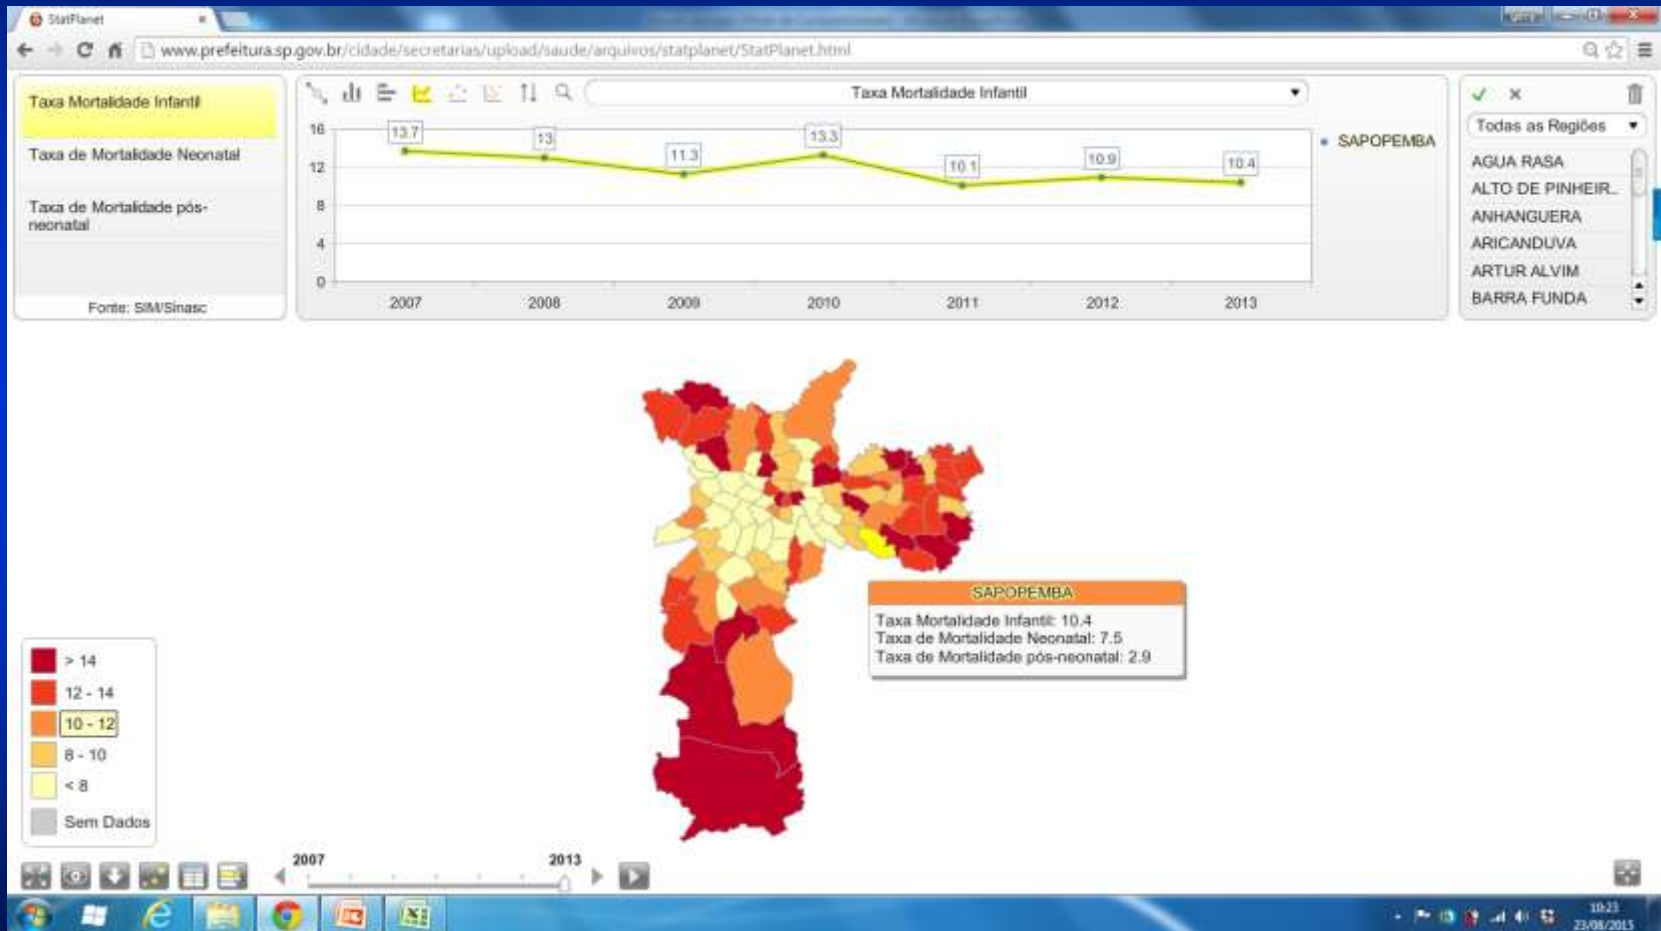 StatPlanet
www.prefeitura.sp.gov.br/cidade/secretarias/upload/saude/arquivos/statplanet/StatPlanet.html
Taxa Mortalidade Infantil
Taxa de Mortalidade Neonatal
Taxa de Mortalidade pós-
neonatal
Fonte: SIM/Sinasc
Taxa Mortalidade Infantil
16
12
8
4
0
13.7
13
11.3
13.3
10.1
10.9
10.4
2007
2008
2009
2010
2011
2012
2013
SAPOPEMBA
Todas as Regiões
AGUA RASA
ALTO DE PINHEIR...
ANHANGUERA
ARICANDUVA
ARTUR ALVIM
BARRA FUNDA
SAPOPEMBA
Taxa Mortalidade Infantil: 10.4
Taxa de Mortalidade Neonatal: 7.5
Taxa de Mortalidade pós-neonatal: 2.9
> 14
12 - 14
10 - 12
8 - 10
< 8
Sem Dados
2007
2013
10:23
23/08/2015